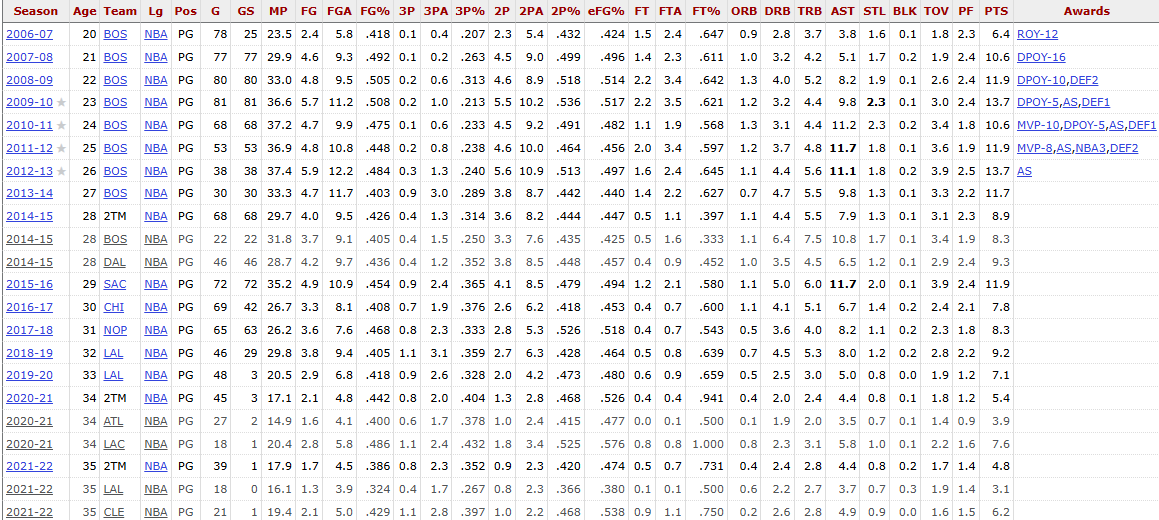 Season Age Team Lg Pos G GS MP FG FGA FG% 3P 3PA 3P% 2P 2PA 2P% eFG% FT FTA FT% ORB DRB TRB AST STL BLK TOV PF PTS Awards
2006-07 20 BOS NBA PG 78 25 23.5 2.4 5.8 .418 0.1 0.4 .207 2.3 5.4 .432 .424 1.5 2.4 .647 0.9 2.8 3.7 3.8 1.6 0.1 1.8 2.3 6.4 ROY-12
2007-08 21 BOS NBA PG 77 77 29.9 4.6 9.3 .492 0.1 0.2 .263 4.5 9.0 .499 .496 1.4 2.3 .611 1.0 3.2 4.2 5.1 1.7 0.2 1.9 2.4 10.6 DPOY-16
2008-09 22 BOS NBA PG 80 80 33.0 4.8 9.5 .505 0.2 0.6 .313 4.6 8.9 .518 .514 2.2 3.4 .642 1.3 4.0 5.2 8.2 1.9 0.1 2.6 2.4 11.9 DPOY-10,DEF2
2009-10 ★ 23 BOS NBA PG 81 81 36.6 5.7 11.2 .508 0.2 1.0 .213 5.5 10.2 .536 .517 2.2 3.5 .621 1.2 3.2 4.4 9.8 2.3 0.1 3.0 2.4 13.7 DPOY-5,AS,DEF1
2010-11 ★ 24 BOS NBA PG 68 68 37.2 4.7 9.9 .475 0.1 0.6 .233 4.5 9.2 .491 .482 1.1 1.9 .568 1.3 3.1 4.4 11.2 2.3 0.2 3.4 1.8 10.6 MVP-10,DPOY-5,AS,DEF1
2011-12 ★ 25 BOS NBA PG 53 53 36.9 4.8 10.8 .448 0.2 0.8 .238 4.6 10.0 .464 .456 2.0 3.4 .597 1.2 3.7 4.8 11.7 1.8 0.1 3.6 1.9 11.9 MVP-8,AS,NBA3,DEF2
2012-13 ★ 26 BOS NBA PG 38 38 37.4 5.9 12.2 .484 0.3 1.3 .240 5.6 10.9 .513 .497 1.6 2.4 .645 1.1 4.4 5.6 11.1 1.8 0.2 3.9 2.5 13.7 AS
2013-14 27 BOS NBA PG 30 30 33.3 4.7 11.7 .403 0.9 3.0 .289 3.8 8.7 .442 .440 1.4 2.2 .627 0.7 4.7 5.5 9.8 1.3 0.1 3.3 2.2 11.7
2014-15 28 2TM NBA PG 68 68 29.7 4.0 9.5 .426 0.4 1.3 .314 3.6 8.2 .444 .447 0.5 1.1 .397 1.1 4.4 5.5 7.9 1.3 0.1 3.1 2.3 8.9
2014-15 28 BOS NBA PG 22 22 31.8 3.7 9.1 .405 0.4 1.5 .250 3.3 7.6 .435 .425 0.5 1.6 .333 1.1 6.4 7.5 10.8 1.7 0.1 3.4 1.9 8.3
2014-15 28 DAL NBA PG 46 46 28.7 4.2 9.7 .436 0.4 1.2 .352 3.8 8.5 .448 .457 0.4 0.9 .452 1.0 3.5 4.5 6.5 1.2 0.1 2.9 2.4 9.3
2015-16 29 SAC NBA PG 72 72 35.2 4.9 10.9 .454 0.9 2.4 .365 4.1 8.5 .479 .494 1.2 2.1 .580 1.1 5.0 6.0 11.7 2.0 0.1 3.9 2.4 11.9
2016-17 30 CHI NBA PG 69 42 26.7 3.3 8.1 .408 0.7 1.9 .376 2.6 6.2 .418 .453 0.4 0.7 .600 1.1 4.1 5.1 6.7 1.4 0.2 2.4 2.1 7.8
2017-18 31 NOP NBA PG 65 63 26.2 3.6 7.6 .468 0.8 2.3 .333 2.8 5.3 .526 .518 0.4 0.7 .543 0.5 3.6 4.0 8.2 1.1 0.2 2.3 1.8 8.3
2018-19 32 LAL NBA PG 46 29 29.8 3.8 9.4 .405 1.1 3.1 .359 2.7 6.3 .428 .464 0.5 0.8 .639 0.7 4.5 5.3 8.0 1.2 0.2 2.8 2.2 9.2
2019-20 33 LAL NBA PG 48 3 20.5 2.9 6.8 .418 0.9 2.6 .328 2.0 4.2 .473 .480 0.6 0.9 .659 0.5 2.5 3.0 5.0 0.8 0.0 1.9 1.2 7.1
2020-21 34 2TM NBA PG 45 3 17.1 2.1 4.8 .442 0.8 2.0 .404 1.3 2.8 .468 .526 0.4 0.4 .941 0.4 2.0 2.4 4.4 0.8 0.1 1.8 1.2 5.4
2020-21 34 ATL NBA PG 27 2 14.9 1.6 4.1 .400 0.6 1.7 .378 1.0 2.4 .415 .477 0.0 0.1 .500 0.1 1.9 2.0 3.5 0.7 0.1 1.4 0.9 3.9
2020-21 34 LAC NBA PG 18 1 20.4 2.8 5.8 .486 1.1 2.4 .432 1.8 3.4 .525 .576 0.8 0.8 1.000 0.8 2.3 3.1 5.8 1.0 0.1 2.2 1.6 7.6
2021-22 35 2TM NBA PG 39 1 17.9 1.7 4.5 .386 0.8 2.3 .352 0.9 2.3 .420 .474 0.5 0.7 .731 0.4 2.4 2.8 4.4 0.8 0.2 1.7 1.4 4.8
2021-22 35 LAL NBA PG 18 0 16.1 1.3 3.9 .324 0.4 1.7 .267 0.8 2.3 .366 .380 0.1 0.1 .500 0.6 2.2 2.7 3.7 0.7 0.3 1.9 1.4 3.1
2021-22 35 CLE NBA PG 21 1 19.4 2.1 5.0 .429 1.1 2.8 .397 1.0 2.2 .468 .538 0.9 1.1 .750 0.2 2.6 2.8 4.9 0.9 0.0 1.5 1.5 6.2